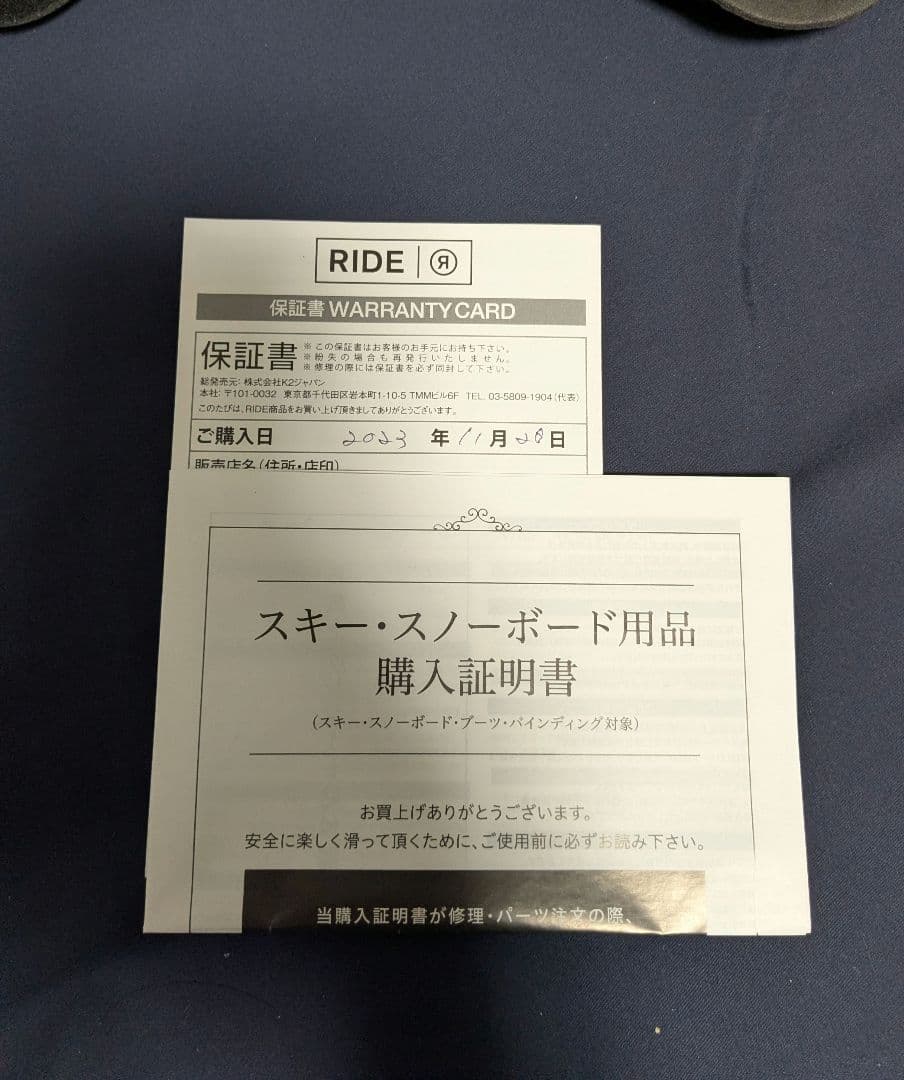 RIDE Я
保証書 WARRANTY CARD
保証書
※この保証書はお客様のお手元にお持ち下さい。
※紛失の場合も再発行いたしません。
※修理の際には保証書を必ず同封して下さい。
総発売元：株式会社K2ジャパン
本社：〒101-0032 東京都千代田区岩本町1-10-5 TMMビル6F TEL. 03-5809-1904（代表）
このたびは、RIDE商品をお買い上げ頂きましてありがとうございます。
ご購入日 2023 年 11 月 28 日
販売店名（住所・店印）
スキー・スノーボード用品
購入証明書
（スキー・スノーボード・ブーツ・バインディング対象）
お買上げありがとうございます。
安全に楽しく滑って頂くために、ご使用前に必ずお読み下さい。
当購入証明書が修理・パーツ注文の際、